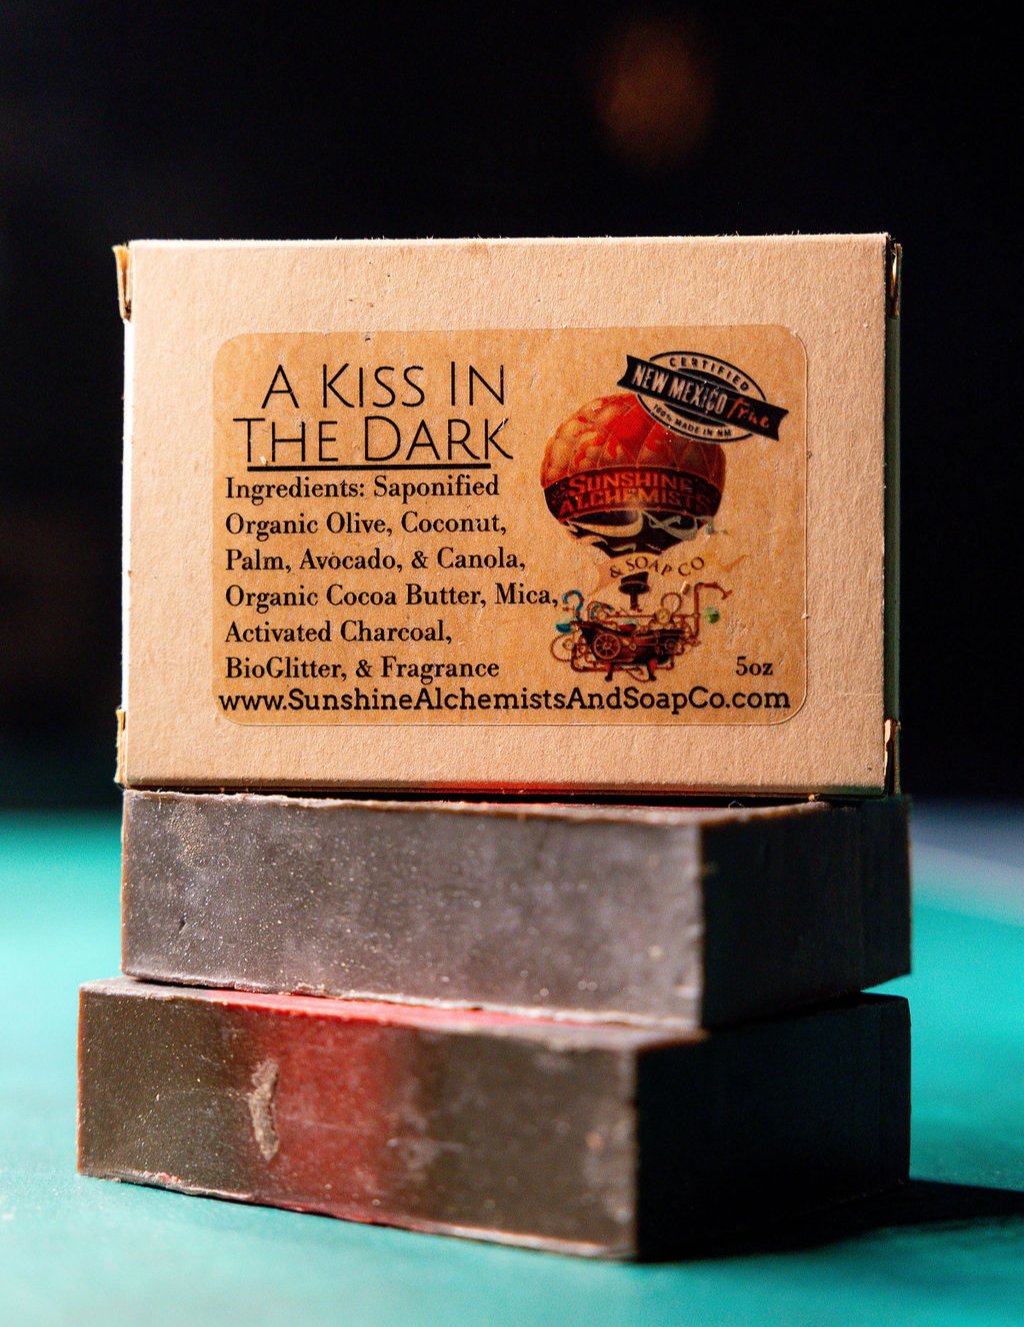 A KISS IN
THE DARK
Ingredients: Saponified
Organic Olive, Coconut,
Palm, Avocado, & Canola,
Organic Cocoa Butter, Mica,
Activated Charcoal,
BioGlitter, & Fragrance
CERTIFIED
NEW MEXICO True
100% MADE IN NM
SUNSHINE
ALCHEMISTS
& SOAP CO
5oz
www.SunshineAlchemistsAndSoapCo.com